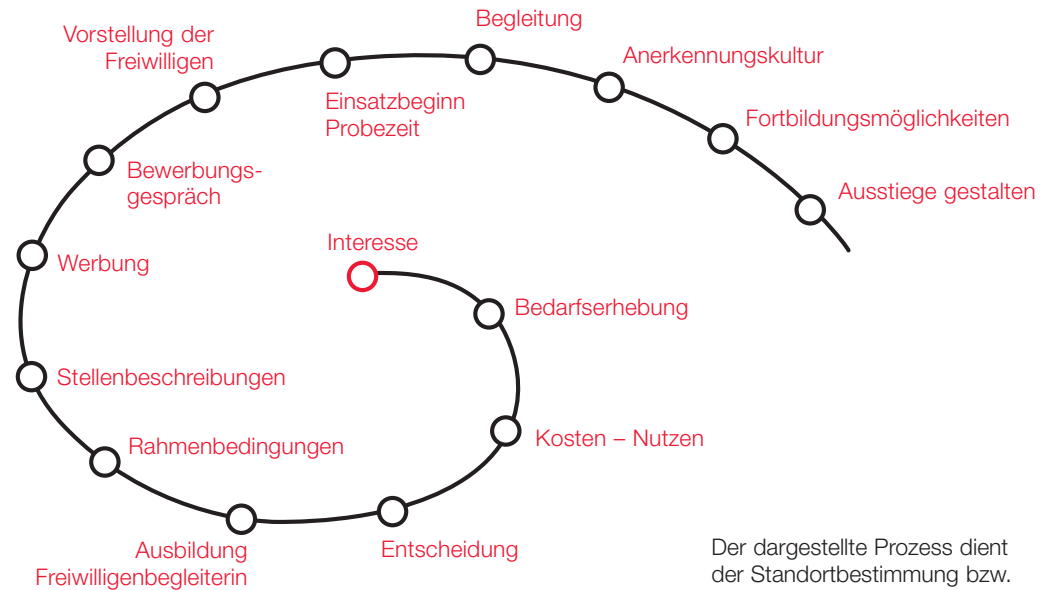 Begleitung
Vorstellung der
Freiwilligen
Anerkennungskultur
Einsatzbeginn
Probezeit
Fortbildungsmöglichkeiten
Bewerbungs-
gespräch
Ausstiege gestalten
Interesse
Werbung
Bedarfserhebung
Stellenbeschreibungen
Kosten – Nutzen
Rahmenbedingungen
Ausbildung
Freiwilligenbegleiterin
Entscheidung
Der dargestellte Prozess dient
der Standortbestimmung bzw.